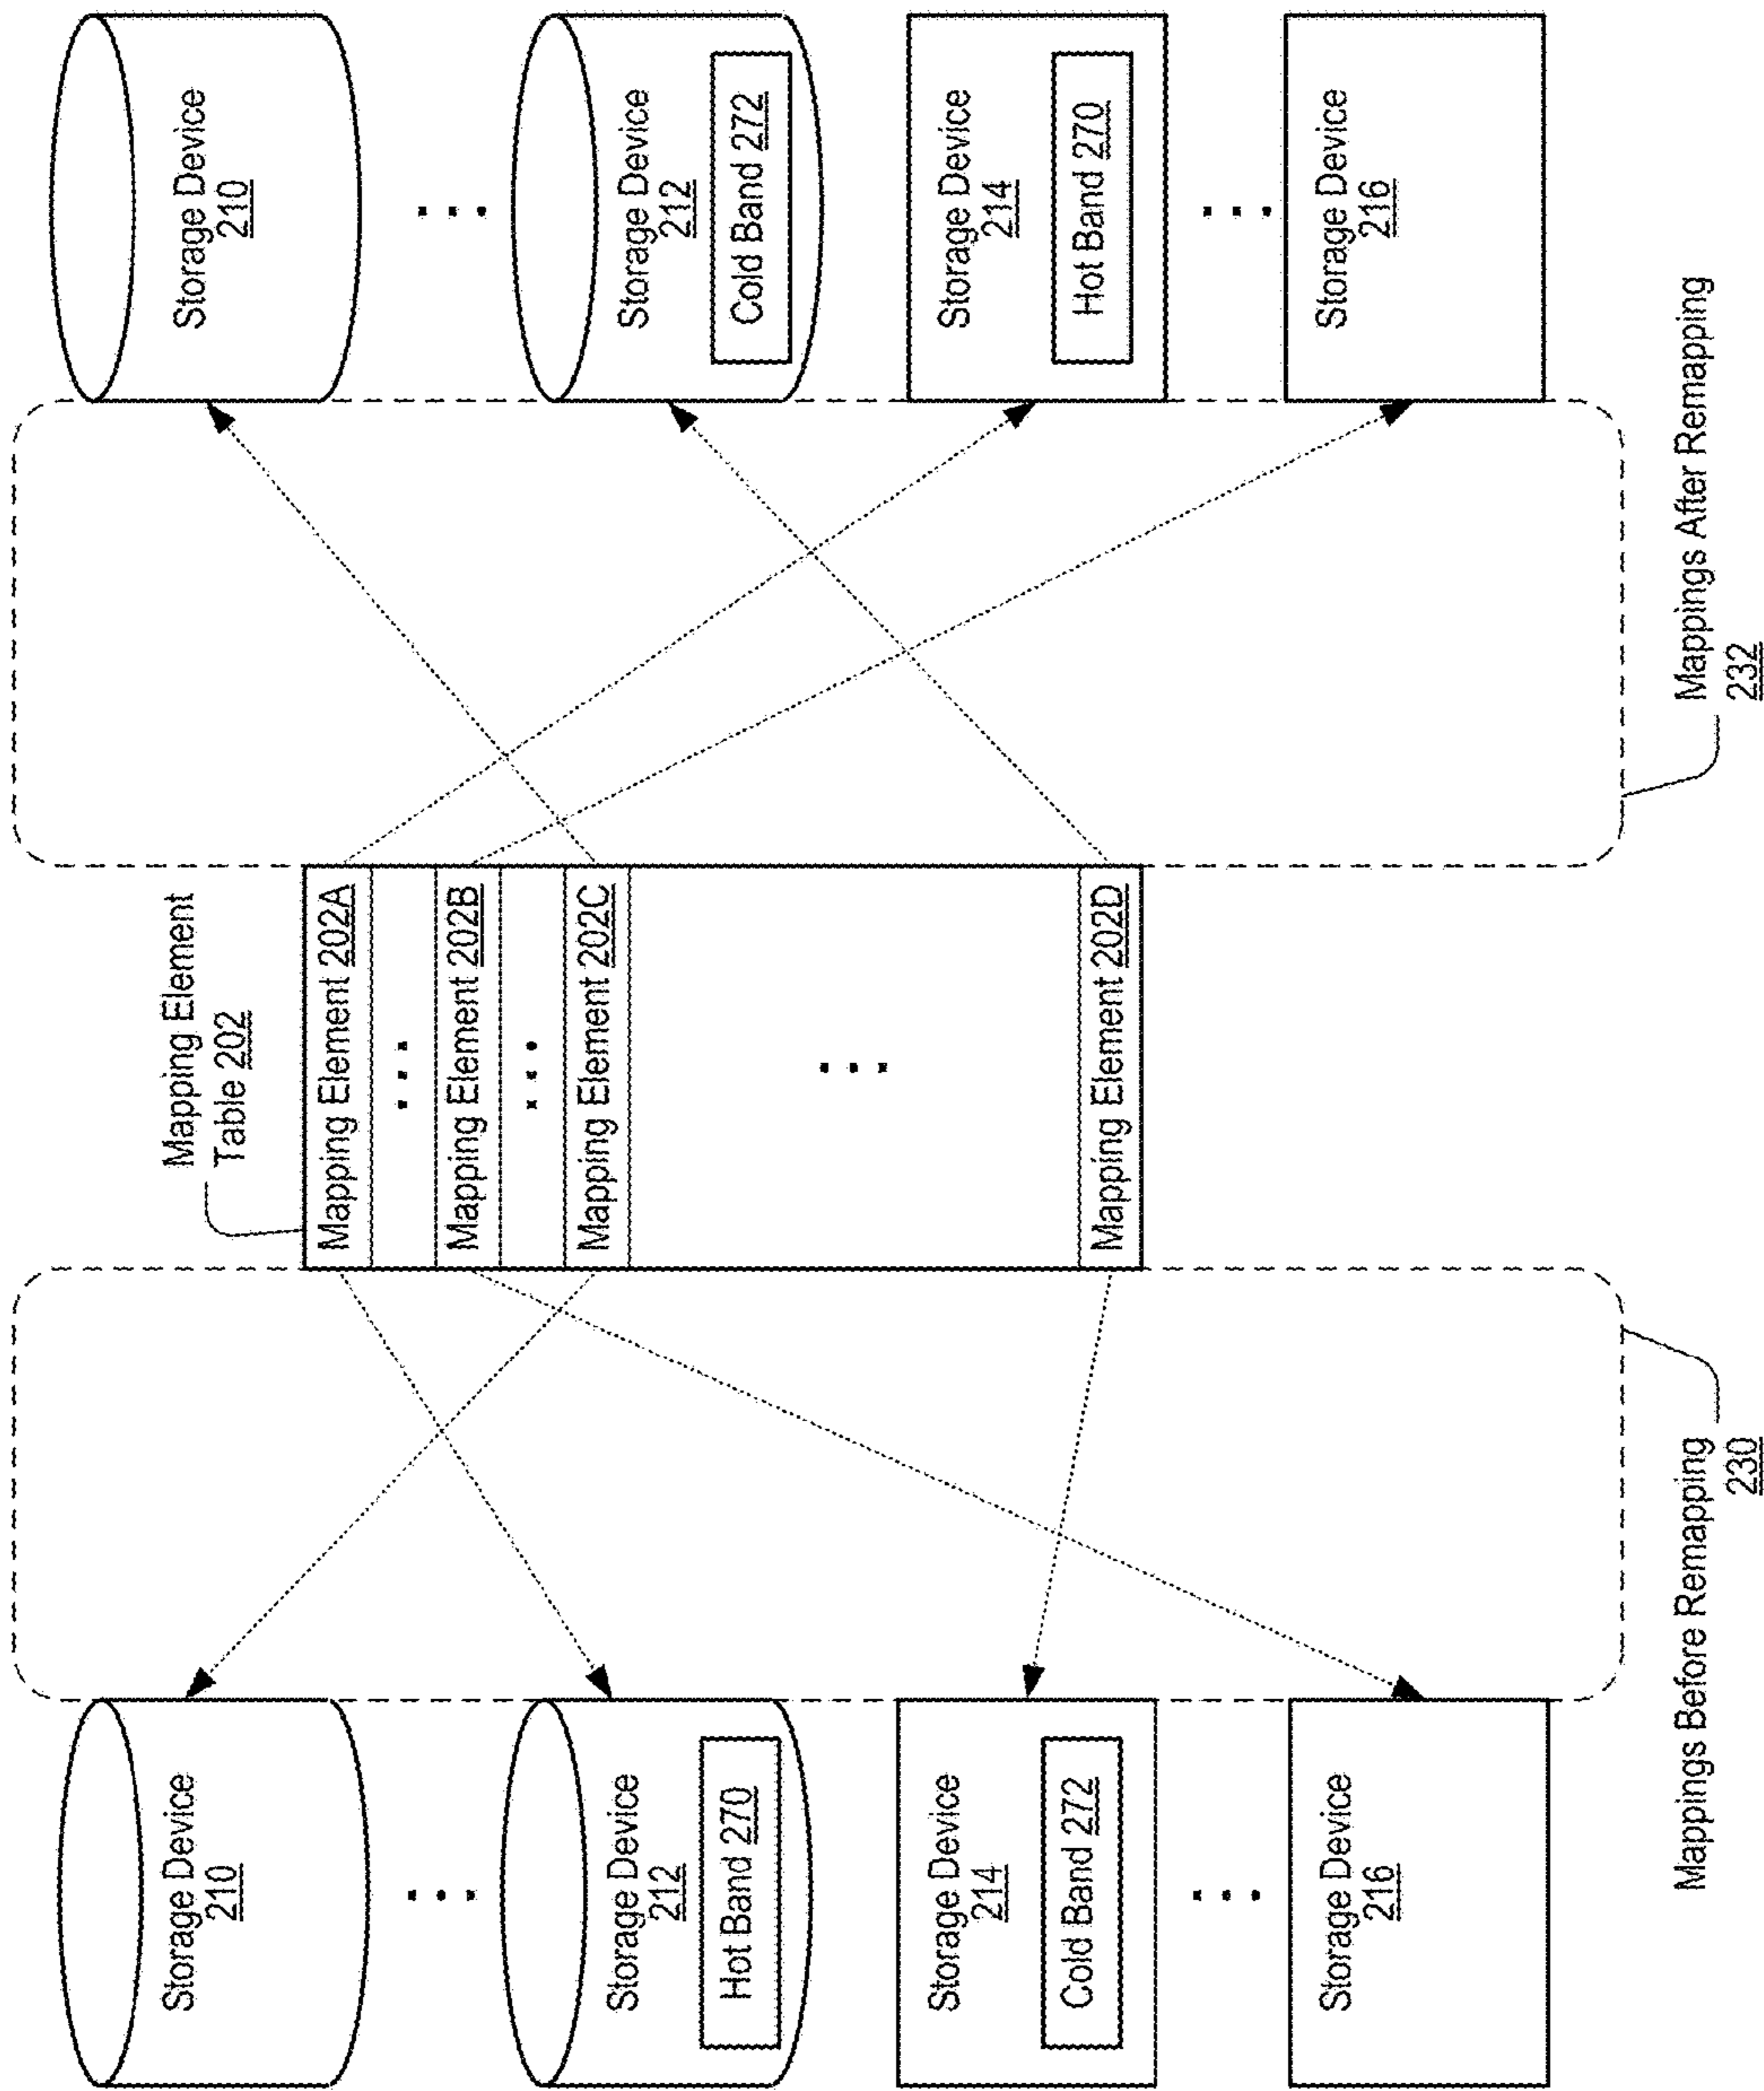 Storage Device
210
Storage Device
212
Hot Band 270
Storage Device
214
Cold Band 272
Storage Device
216
Mappings Before Remapping
230
Mapping Element
Table 202
Mapping Element 202A
Mapping Element 202B
Mapping Element 202C
Mapping Element 202D
Storage Device
210
Storage Device
212
Cold Band 272
Storage Device
214
Hot Band 270
Storage Device
216
Mappings After Remapping
232